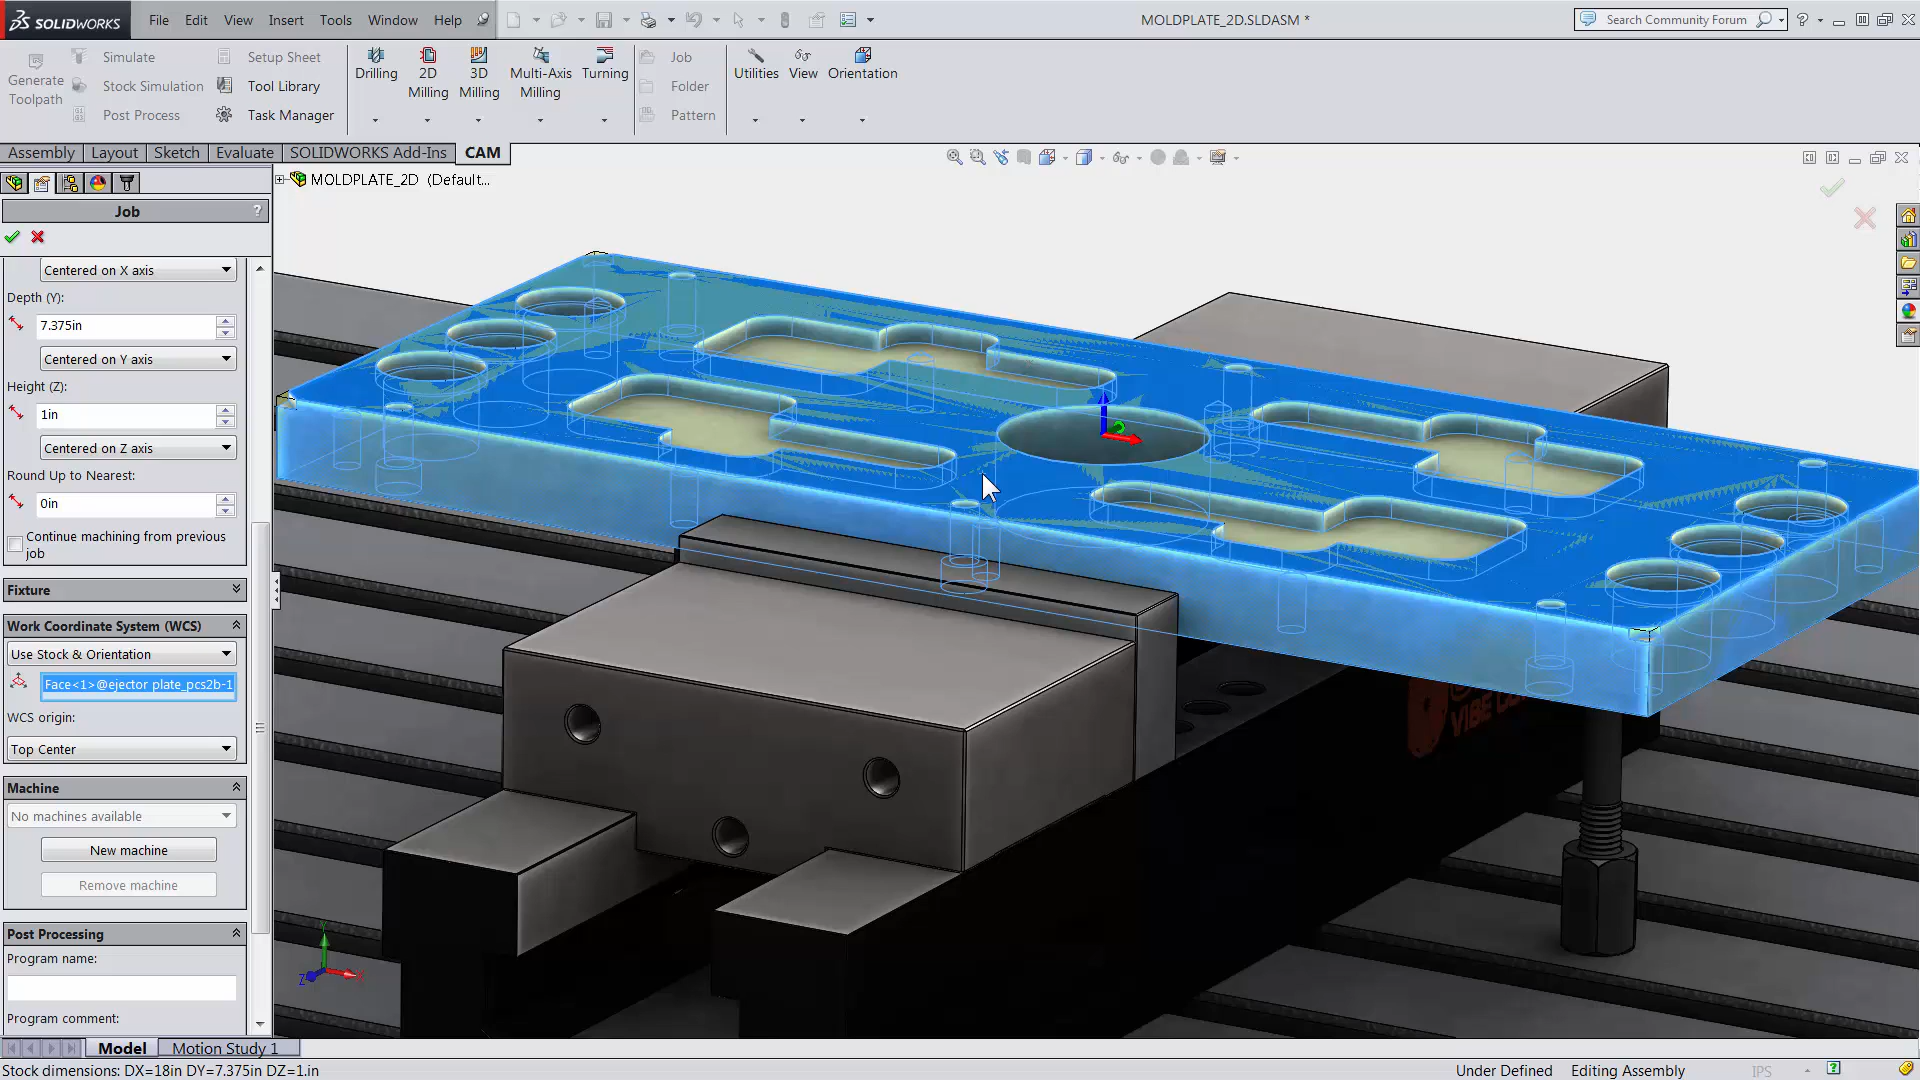 SOLIDWORKS File Edit View Insert Tools Window Help MOLDPLATE_2D.SLDASM * Search Community Forum ?
Generate Toolpath
Simulate
Stock Simulation
Post Process
Setup Sheet
Tool Library
Task Manager
Drilling
2D Milling
3D Milling
Multi-Axis Milling
Turning
Job
Folder
Pattern
Utilities
View
Orientation
Assembly Layout Sketch Evaluate SOLIDWORKS Add-Ins CAM
MOLDPLATE_2D (Default...
Job ?
Centered on X axis
Depth (Y):
7.375in
Centered on Y axis
Height (Z):
1in
Centered on Z axis
Round Up to Nearest:
0in
Continue machining from previous
job
Fixture
Work Coordinate System (WCS)
Use Stock & Orientation
Face<1>@ejector plate_pcs2b-1
WCS origin:
Top Center
Machine
No machines available
New machine
Remove machine
Post Processing
Program name:
Program comment:
Y
X
Z
Model Motion Study 1
Stock dimensions: DX=18in DY=7.375in DZ=1.in Under Defined Editing Assembly IPS